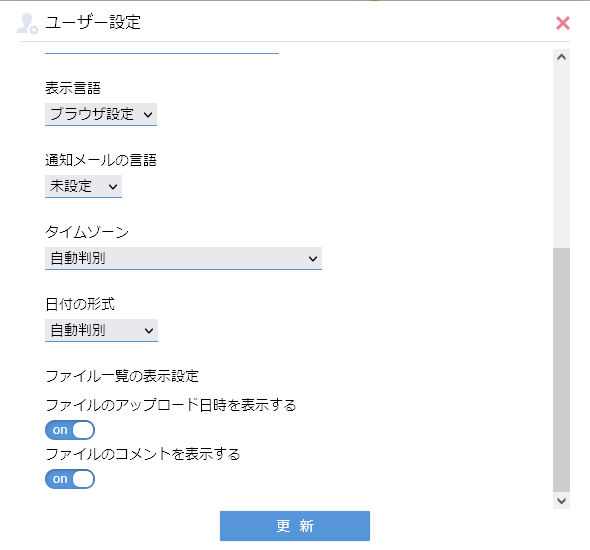 ユーザー設定
表示言語
ブラウザ設定
通知メールの言語
未設定
タイムゾーン
自動判別
日付の形式
自動判別
ファイル一覧の表示設定
ファイルのアップロード日時を表示する
on
ファイルのコメントを表示する
on
更 新